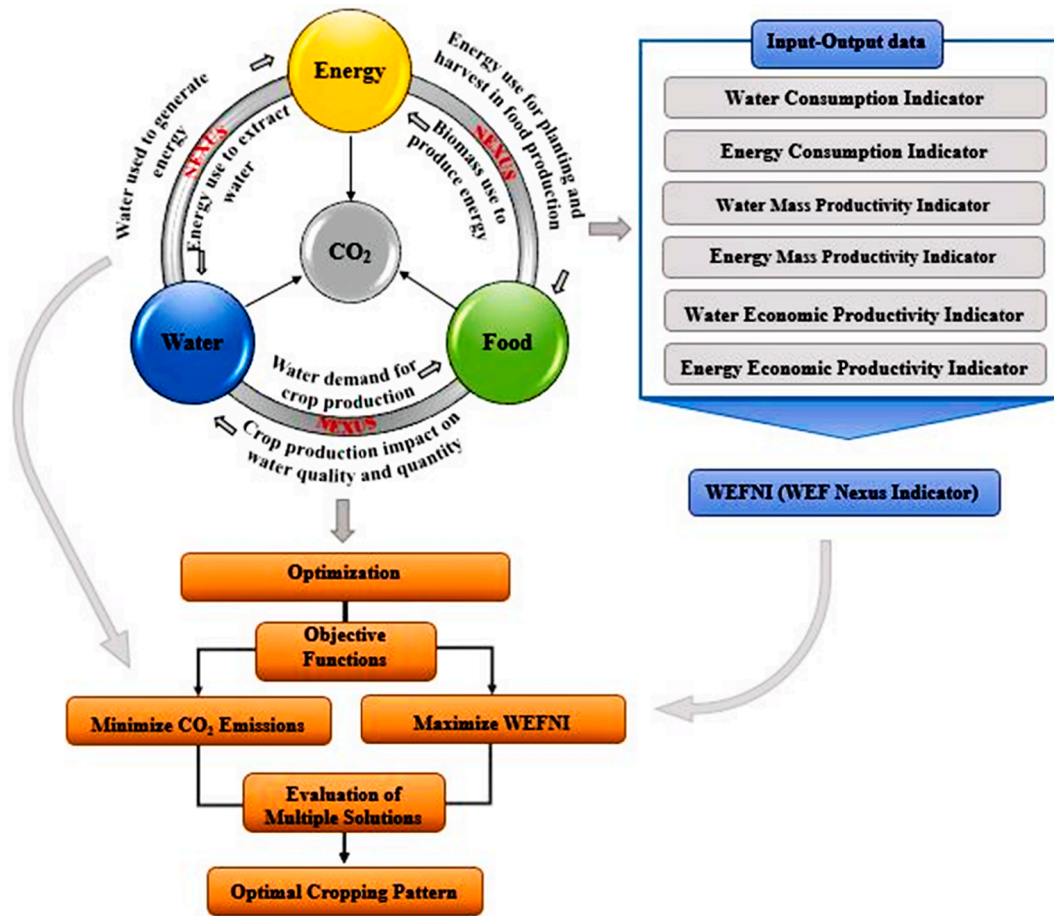 Energy
Water used to generate
energy
NEXUS
Energy use to extract
water
Energy use for planting and
harvest in food production
NEXUS
Biomass use to
produce energy
CO₂
Water
Food
Water demand for
crop production
NEXUS
Crop production impact on
water quality and quantity
Input-Output data
Water Consumption Indicator
Energy Consumption Indicator
Water Mass Productivity Indicator
Energy Mass Productivity Indicator
Water Economic Productivity Indicator
Energy Economic Productivity Indicator
WEFNI (WEF Nexus Indicator)
Optimization
Objective
Functions
Minimize CO₂ Emissions
Maximize WEFNI
Evaluation of
Multiple Solutions
Optimal Cropping Pattern